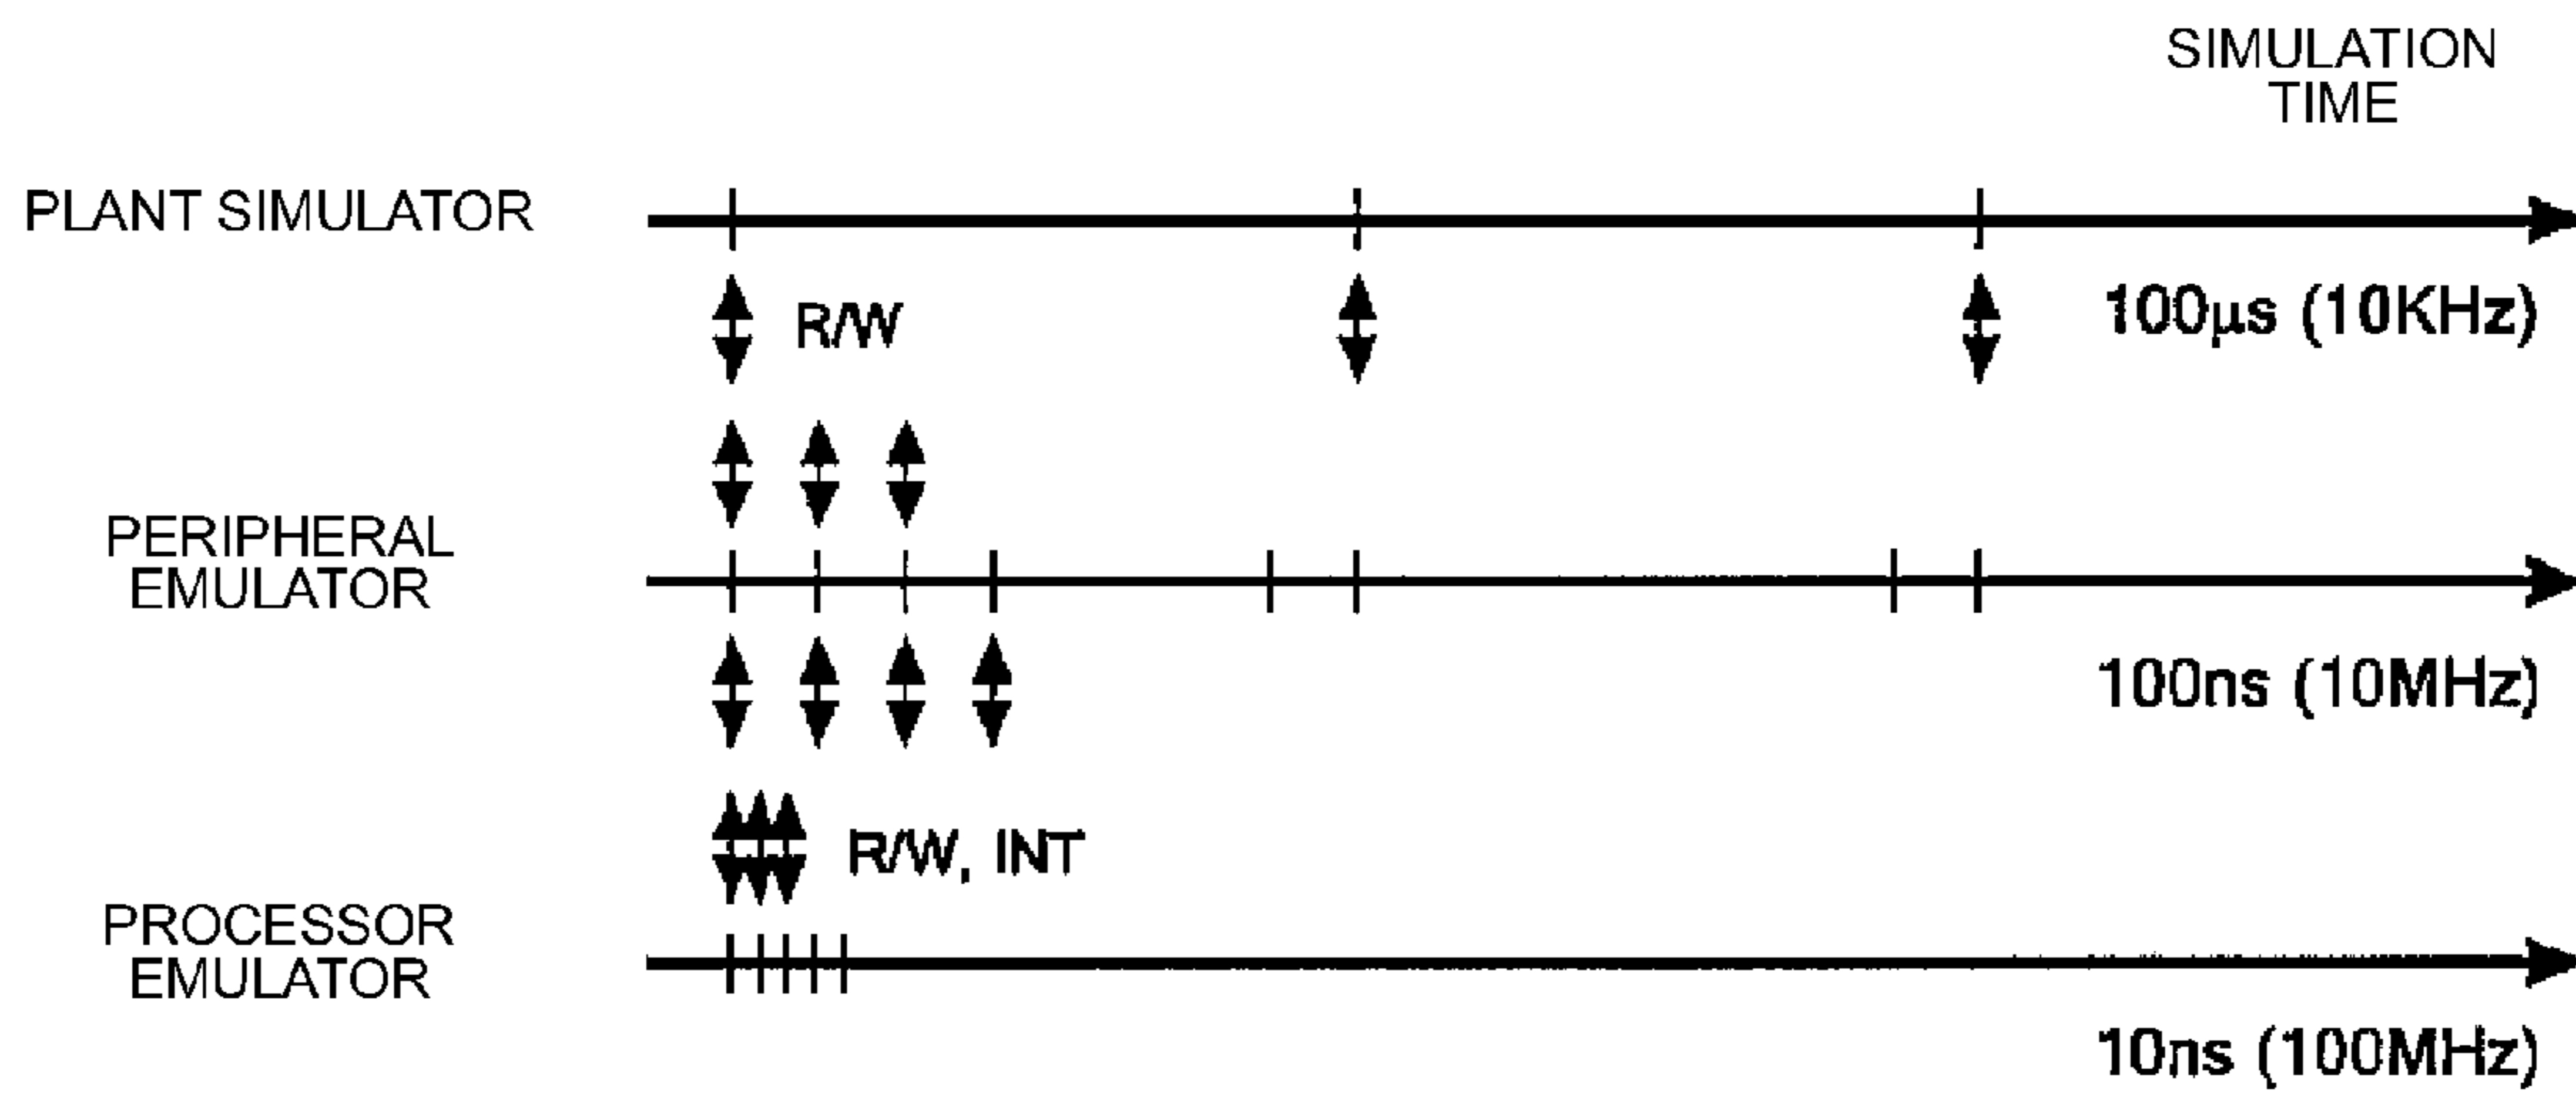 SIMULATION
TIME
PLANT SIMULATOR
R/W
100μs (10KHz)
PERIPHERAL
EMULATOR
100ns (10MHz)
R/W, INT
PROCESSOR
EMULATOR
10ns (100MHz)